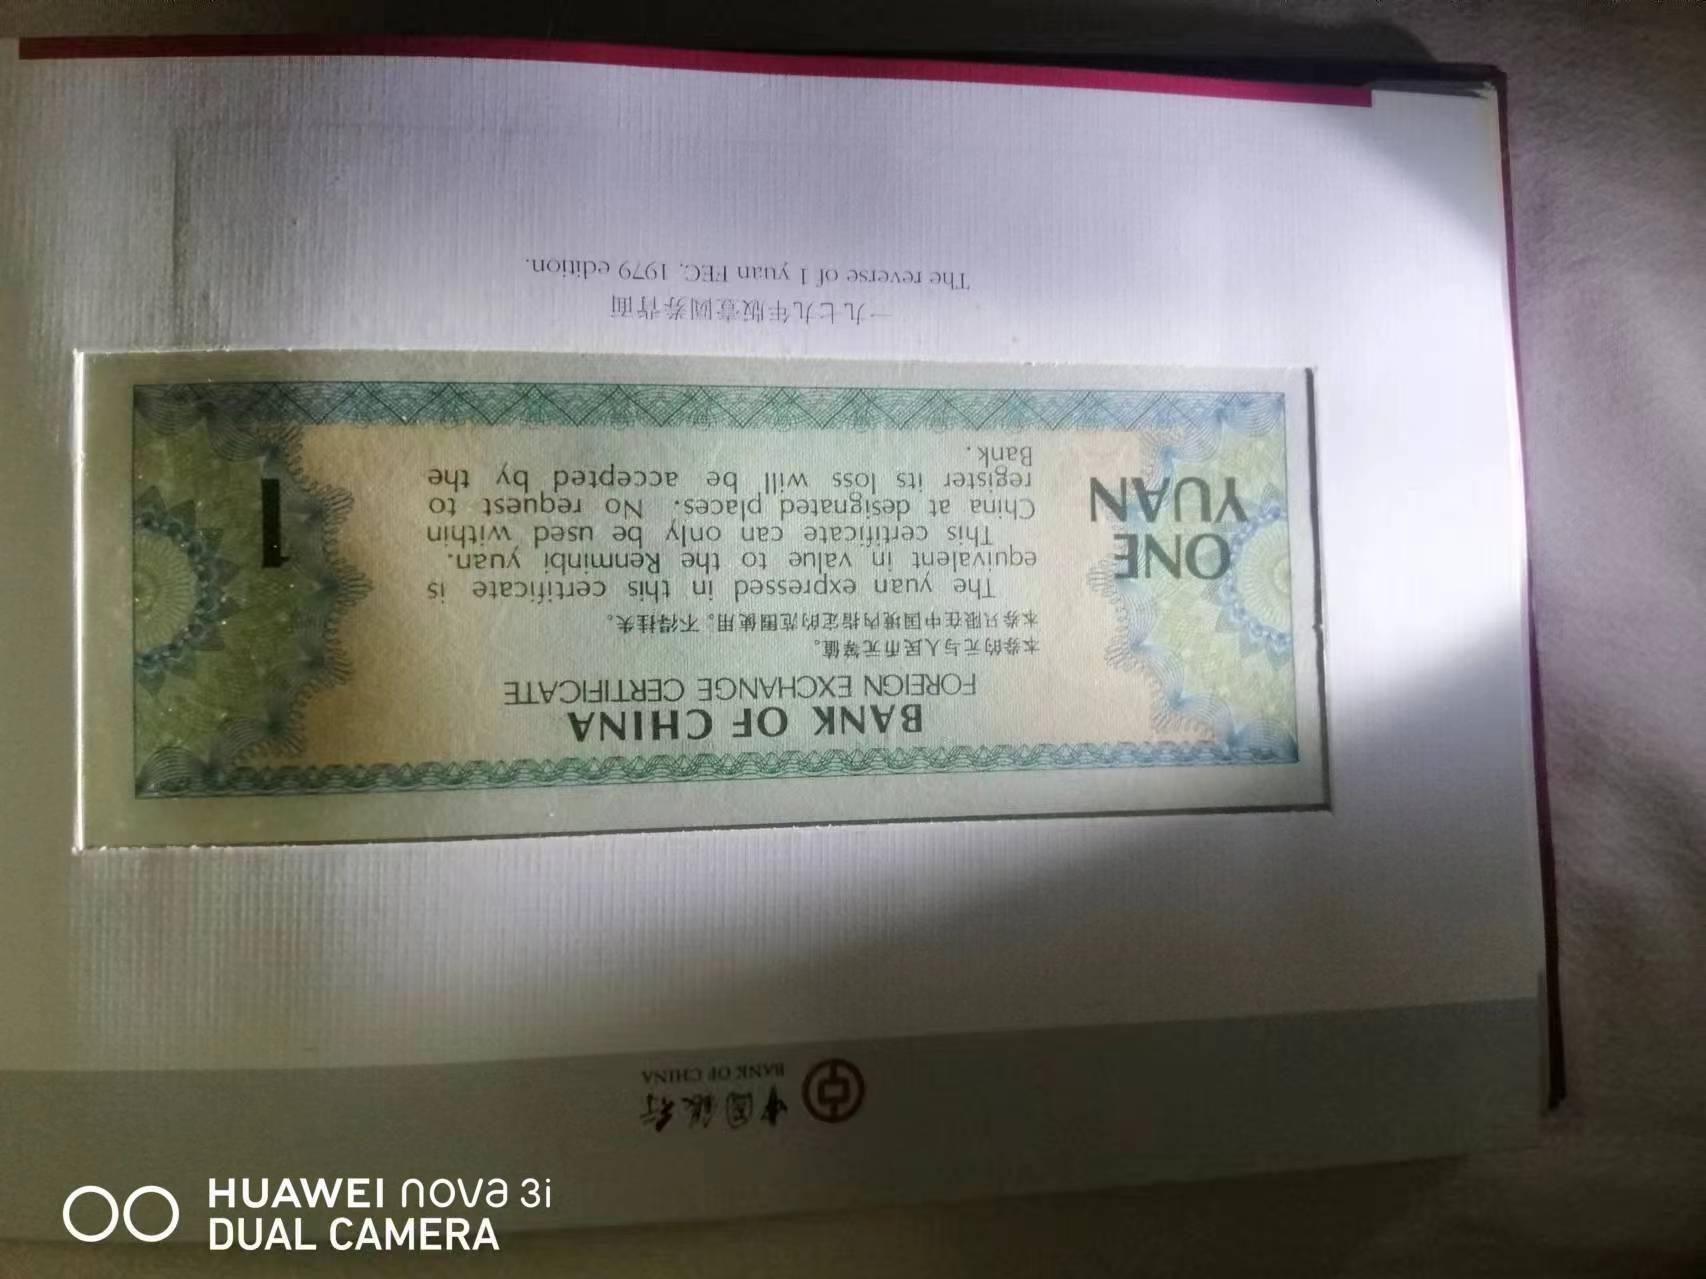 中国银行
BANK OF CHINA
BANK OF CHINA
FOREIGN EXCHANGE CERTIFICATE
本券的元与人民币元等值。
本券只限在中国境内指定的范围使用。不得挂失。
The yuan expressed in this certificate is
equivalent in value to the Renminbi yuan.
This certificate can only be used within
China at designated places. No request to
register its loss will be accepted by the
Bank.
ONE
YUAN
1
一九七九年版壹圆券背面
The reverse of 1 yuan FEC, 1979 edition.
HUAWEI nova 3i
DUAL CAMERA